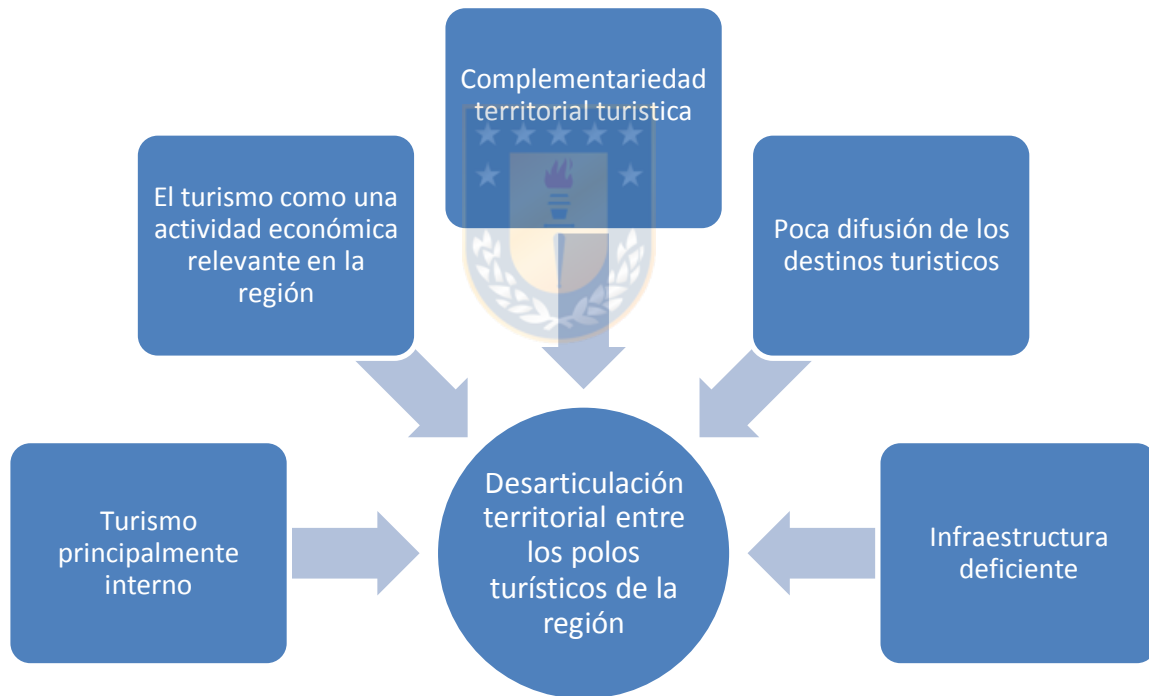 Complementariedad
territorial turistica
El turismo como una
actividad económica
relevante en la
región
Poca difusión de los
destinos turisticos
Turismo
principalmente
interno
Desarticulación
territorial entre
los polos
turísticos de la
región
Infraestructura
deficiente